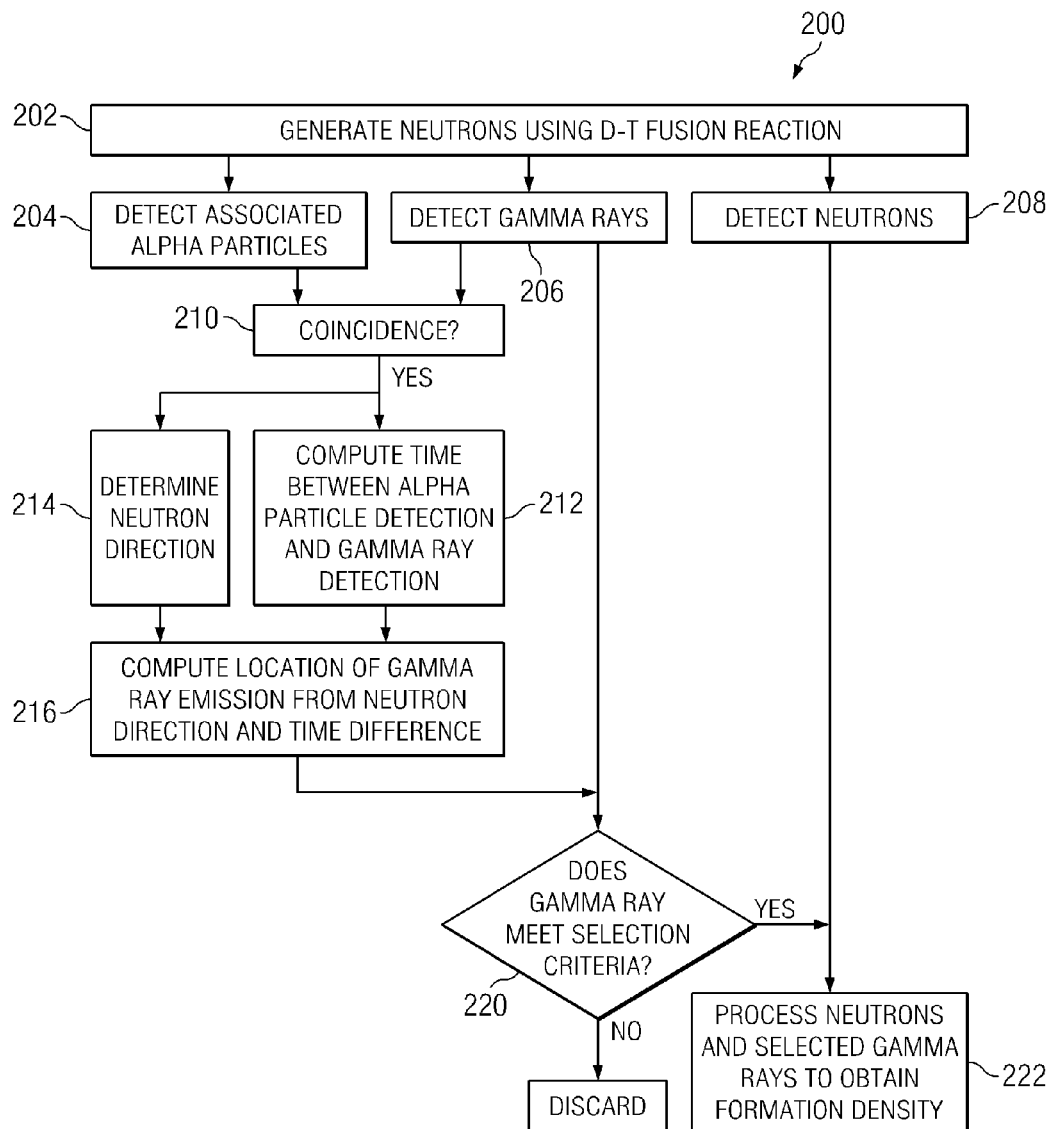 200
202
GENERATE NEUTRONS USING D-T FUSION REACTION
204
DETECT ASSOCIATED
ALPHA PARTICLES
DETECT GAMMA RAYS
206
DETECT NEUTRONS
208
210
COINCIDENCE?
YES
214
DETERMINE
NEUTRON
DIRECTION
COMPUTE TIME
BETWEEN ALPHA
PARTICLE DETECTION
AND GAMMA RAY
DETECTION
212
216
COMPUTE LOCATION OF GAMMA
RAY EMISSION FROM NEUTRON
DIRECTION AND TIME DIFFERENCE
DOES
GAMMA RAY
MEET SELECTION
CRITERIA?
YES
220
NO
DISCARD
PROCESS NEUTRONS
AND SELECTED GAMMA
RAYS TO OBTAIN
FORMATION DENSITY
222